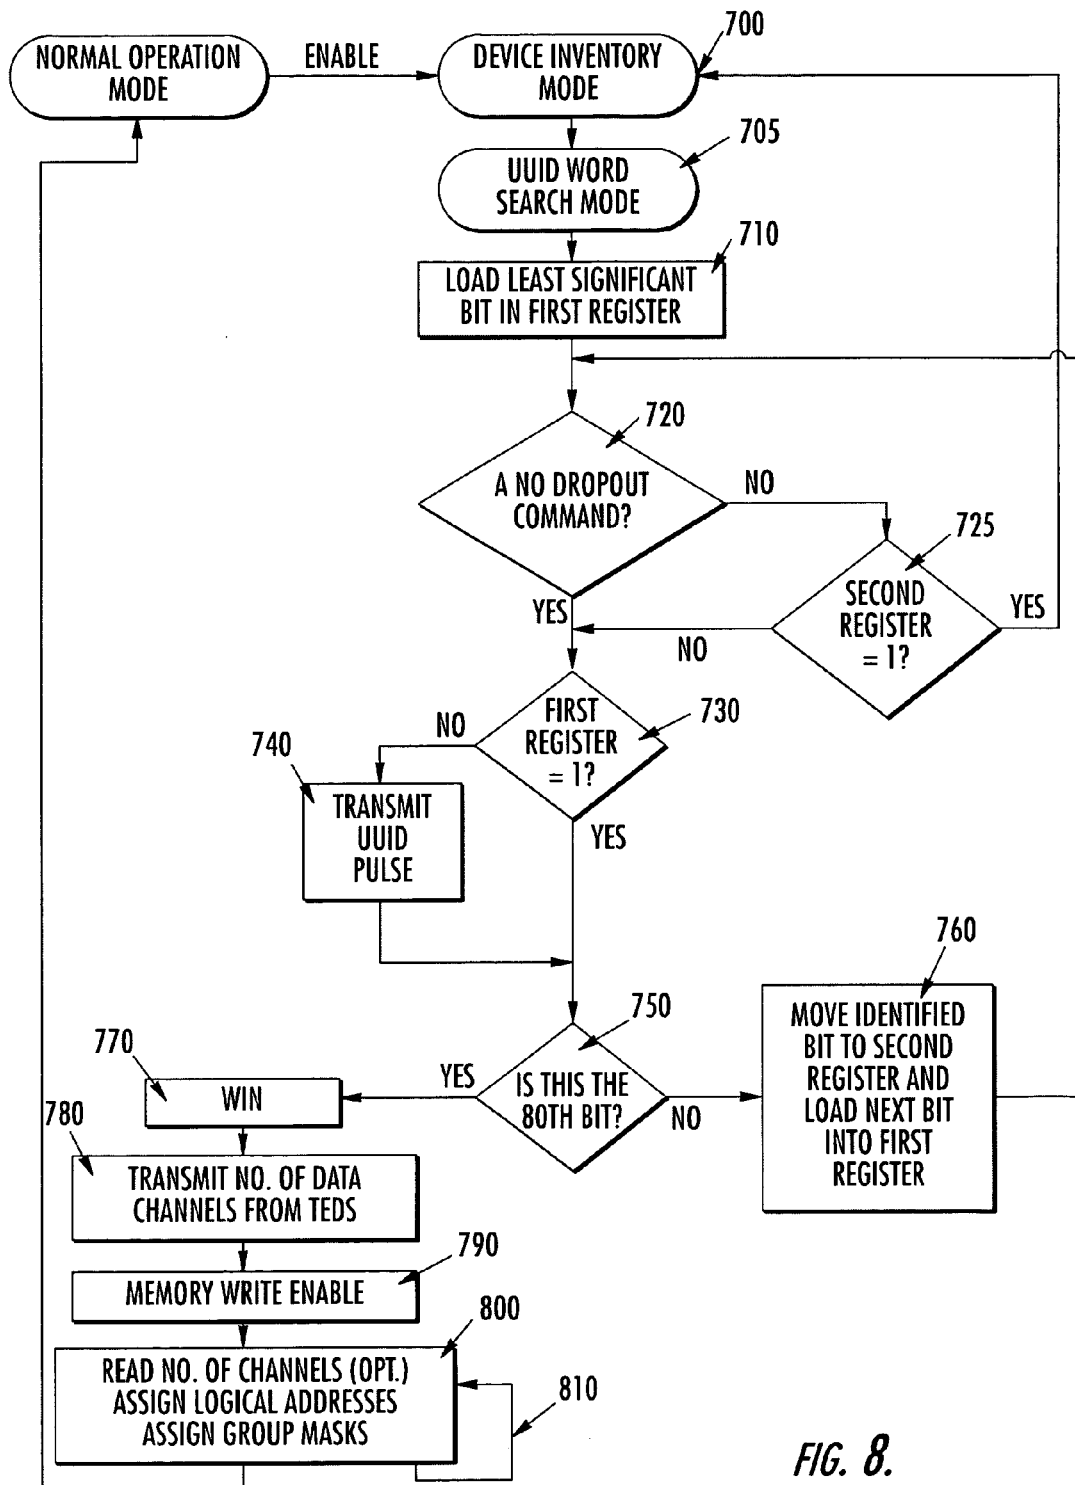 NORMAL OPERATION
MODE
ENABLE
DEVICE INVENTORY
MODE
700
705
UUID WORD
SEARCH MODE
710
LOAD LEAST SIGNIFICANT
BIT IN FIRST REGISTER
720
A NO DROPOUT
COMMAND?
NO
YES
725
SECOND
REGISTER
= 1?
YES
NO
FIRST
REGISTER
= 1?
730
NO
YES
740
TRANSMIT
UUID
PULSE
750
IS THIS THE
80TH BIT?
YES
NO
760
MOVE IDENTIFIED
BIT TO SECOND
REGISTER AND
LOAD NEXT BIT
INTO FIRST
REGISTER
770
WIN
780
TRANSMIT NO. OF DATA
CHANNELS FROM TEDS
790
MEMORY WRITE ENABLE
800
READ NO. OF CHANNELS (OPT.)
ASSIGN LOGICAL ADDRESSES
ASSIGN GROUP MASKS
810
FIG. 8.